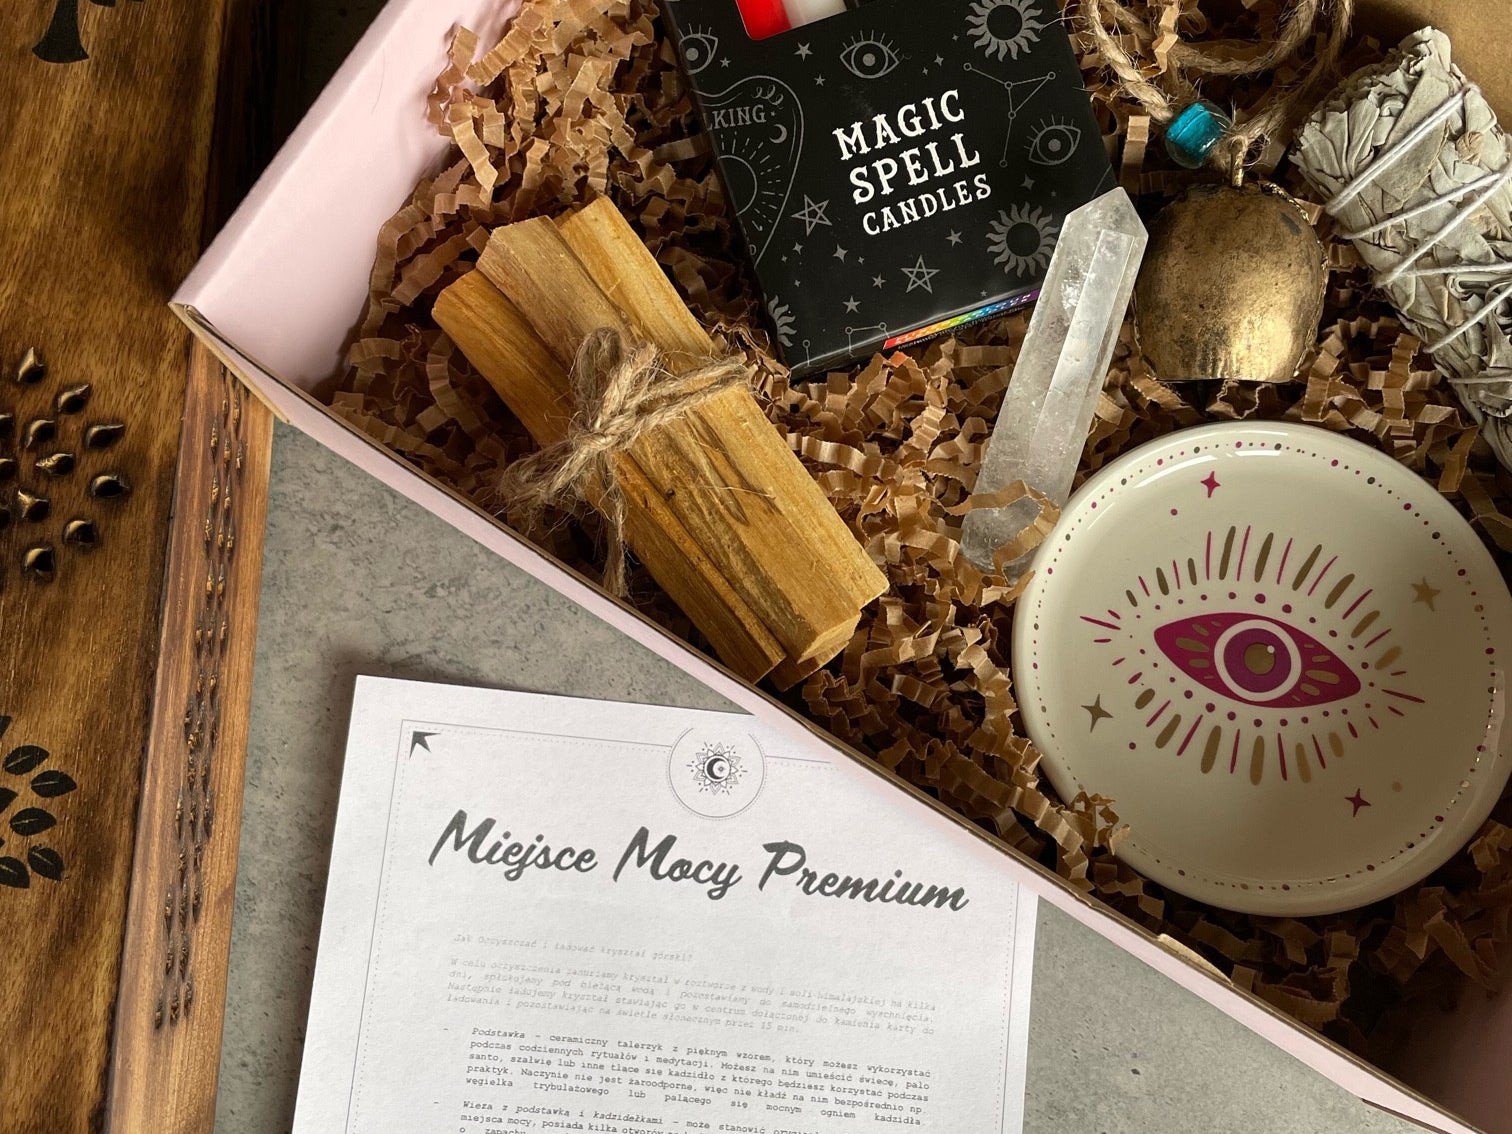 LKING
MAGIC
SPELL
CANDLES
Miejsce Mocy Premium
Jak Oczyszczać i ładować kryształ górski?
W celu oczyszczenia zanurzamy kryształ w roztworze z wody i soli himalajskiej na kilka
dni, spłukujemy pod bieżącą wodą i pozostawiamy do samodzielnego wyschnięcia.
Następnie ładujemy kryształ stawiając go w centrum dołączonej do kamienia karty do
ładowania i pozostawiając na świetle słonecznym przez 15 min.
- Podstawka – ceramiczny talerzyk z pięknym wzorem, który możesz wykorzystać
podczas codziennych rytuałów i medytacji. Możesz na nim umieścić świecę, palo
santo, szałwię lub inne tlące się kadzidło z którego będziesz korzystać podczas
praktyk. Naczynie nie jest żaroodporne, więc nie kładź na nim bezpośrednio np.
węgielka trybularzowego lub palącego się mocnym ogniem kadzidła.
- Wieża z podstawką i kadzidełkami – może stanowić
miejsca mocy, posiada kilka otworów